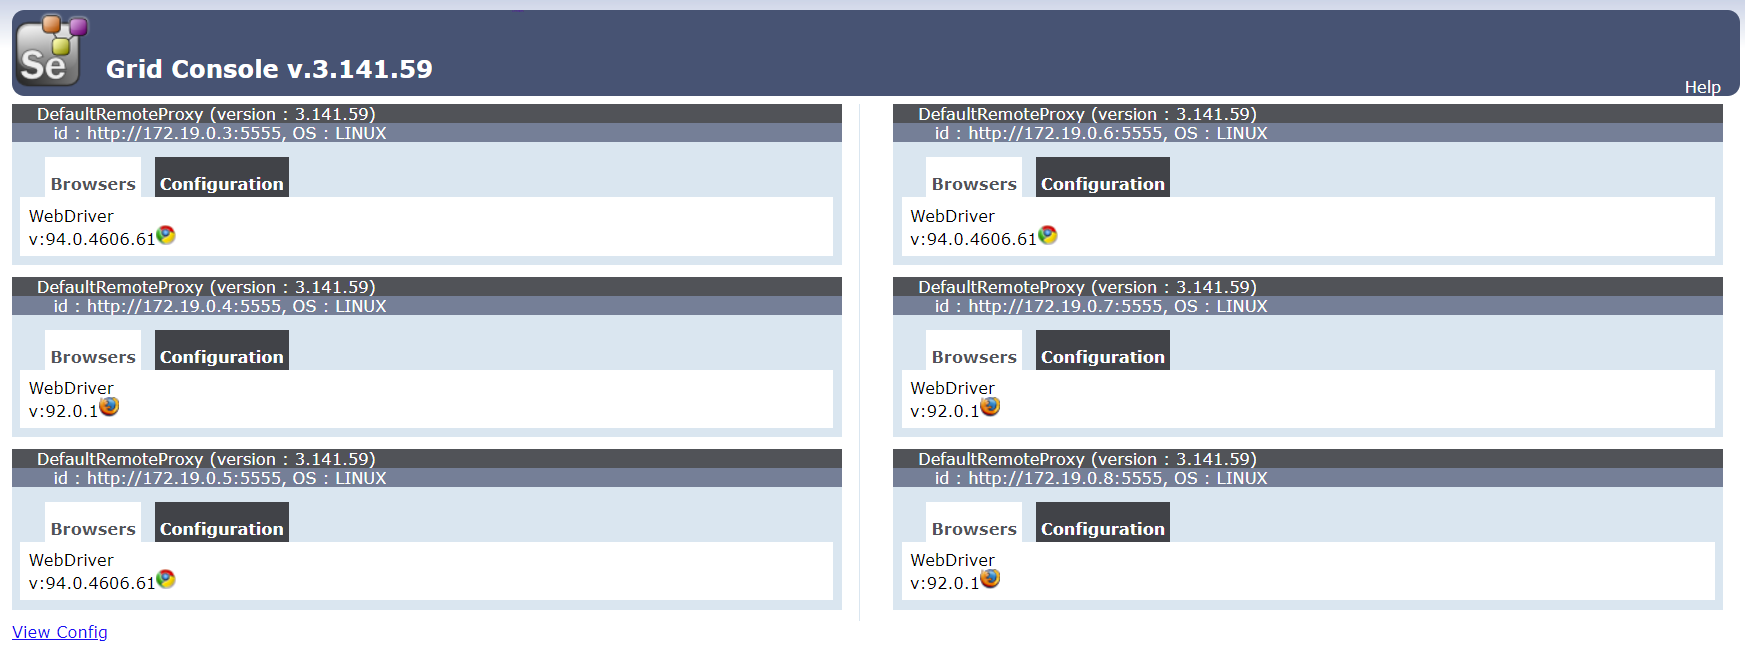 Se
Grid Console v.3.141.59
Help
DefaultRemoteProxy (version : 3.141.59)
id : http://172.19.0.3:5555, OS : LINUX
Browsers Configuration
WebDriver
v:94.0.4606.61
DefaultRemoteProxy (version : 3.141.59)
id : http://172.19.0.4:5555, OS : LINUX
Browsers Configuration
WebDriver
v:92.0.1
DefaultRemoteProxy (version : 3.141.59)
id : http://172.19.0.5:5555, OS : LINUX
Browsers Configuration
WebDriver
v:94.0.4606.61
DefaultRemoteProxy (version : 3.141.59)
id : http://172.19.0.6:5555, OS : LINUX
Browsers Configuration
WebDriver
v:94.0.4606.61
DefaultRemoteProxy (version : 3.141.59)
id : http://172.19.0.7:5555, OS : LINUX
Browsers Configuration
WebDriver
v:92.0.1
DefaultRemoteProxy (version : 3.141.59)
id : http://172.19.0.8:5555, OS : LINUX
Browsers Configuration
WebDriver
v:92.0.1
View Config